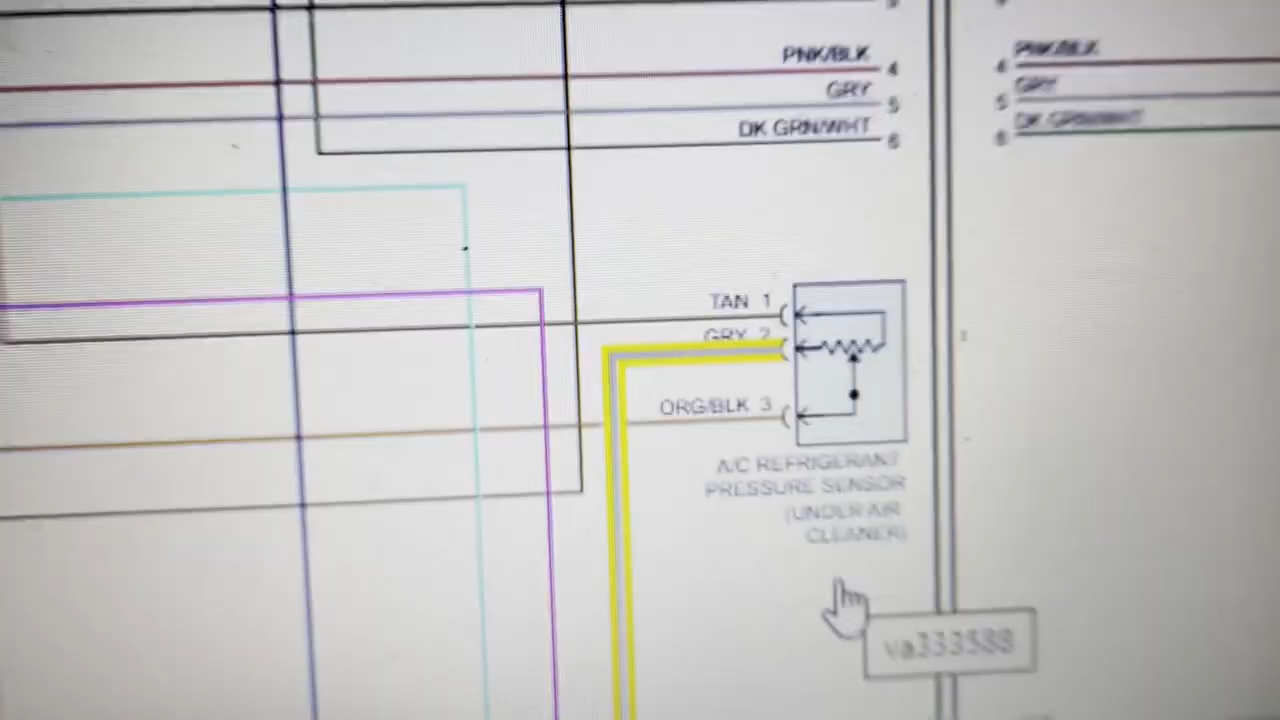 PNK/BLK 4
GRY 5
DK GRN/WHT 6
4 PNK/BLK
5 GRY
6 DK GRN/WHT
TAN 1
GRY 2
ORG/BLK 3
A/C REFRIGERANT
PRESSURE SENSOR
(UNDER AIR
CLEANER)
va333588